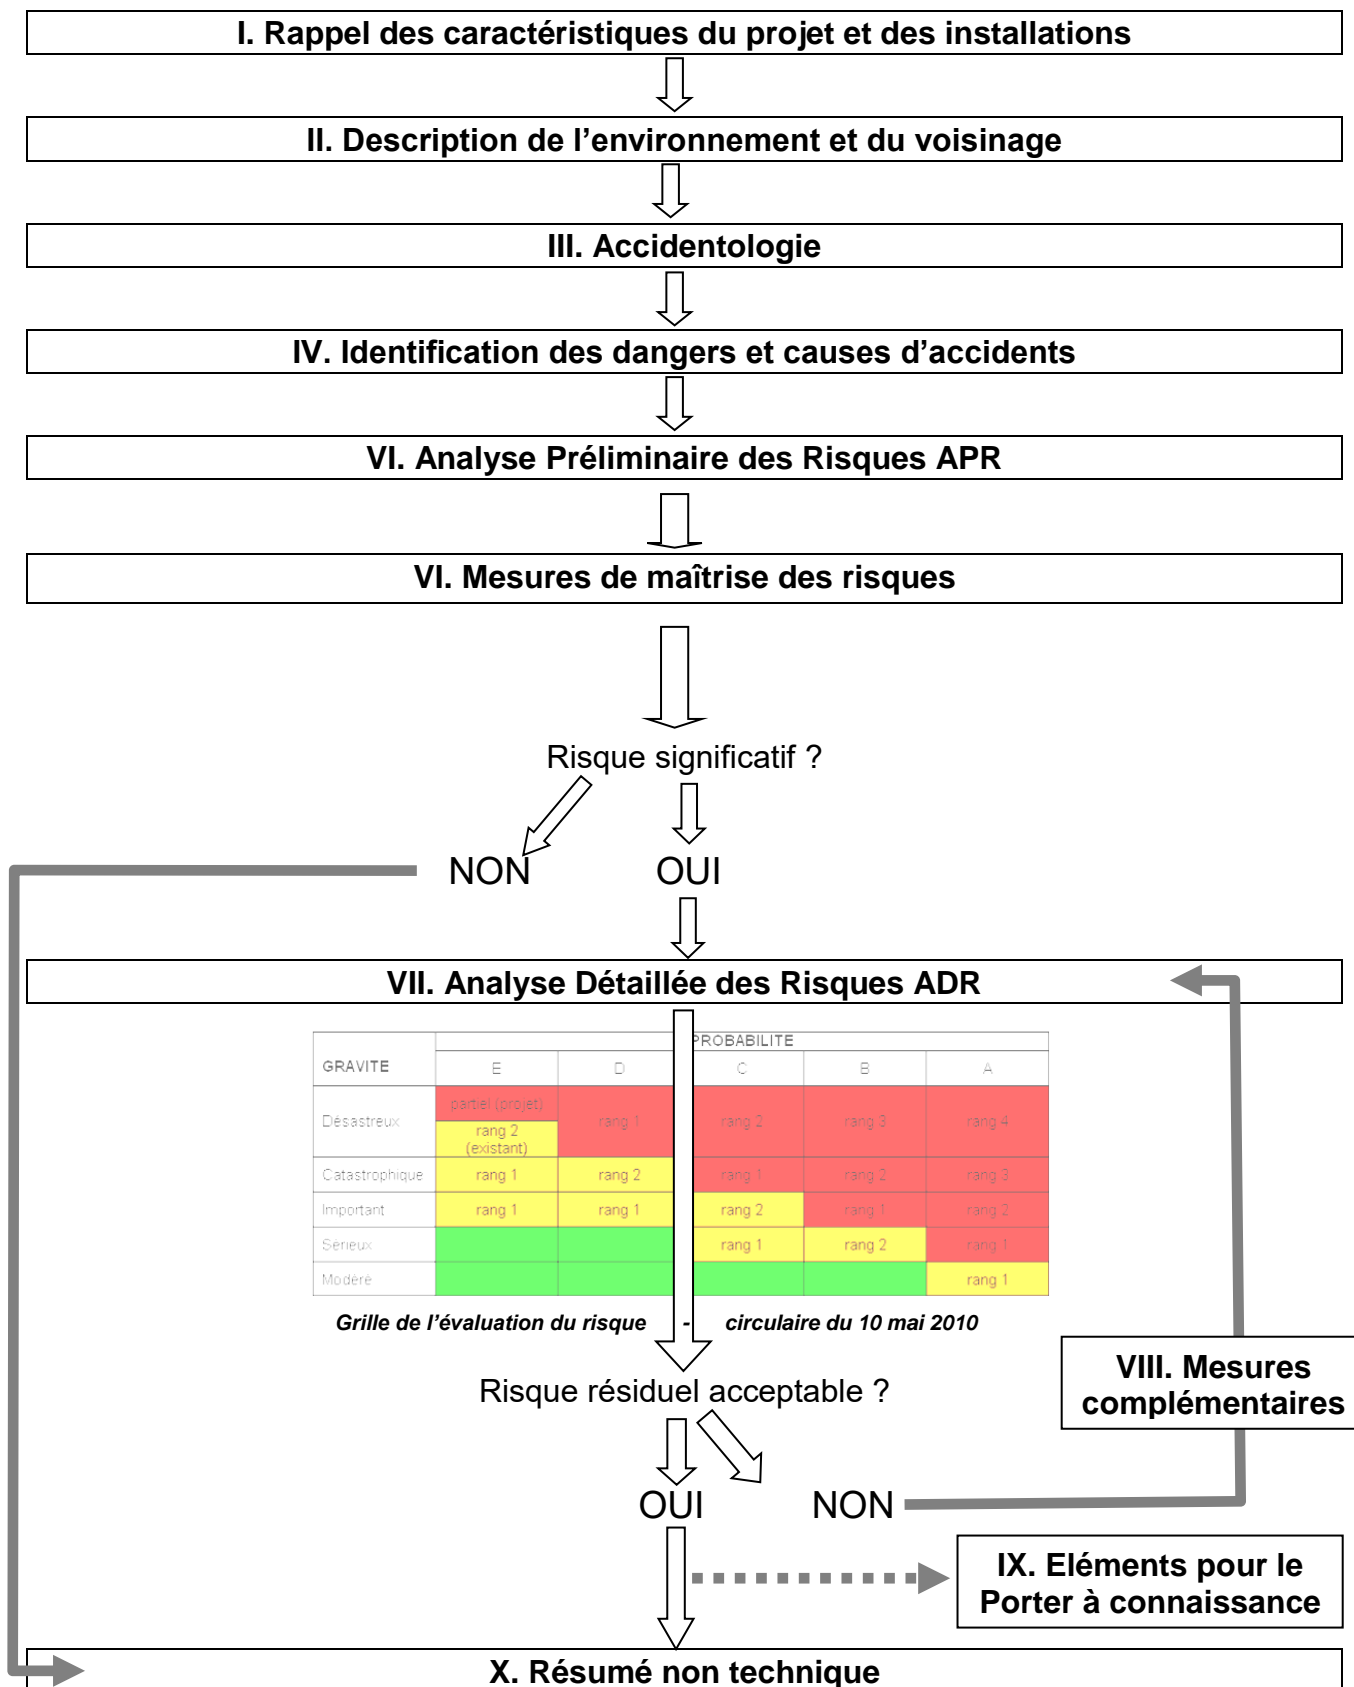 I. Rappel des caractéristiques du projet et des installations
II. Description de l’environnement et du voisinage
III. Accidentologie
IV. Identification des dangers et causes d’accidents
VI. Analyse Préliminaire des Risques APR
VI. Mesures de maîtrise des risques
Risque significatif ?
NON OUI
VII. Analyse Détaillée des Risques ADR
PROBABILITE
GRAVITE E D C B A
Désastreux partiel (projet) rang 2 (existant) rang 1 rang 2 rang 3 rang 4
Catastrophique rang 1 rang 2 rang 1 rang 2 rang 3
Important rang 1 rang 1 rang 2 rang 1 rang 2
Sérieux rang 1 rang 2 rang 1
Modéré rang 1
Grille de l’évaluation du risque - circulaire du 10 mai 2010
VIII. Mesures
complémentaires
Risque résiduel acceptable ?
OUI NON
IX. Eléments pour le
Porter à connaissance
X. Résumé non technique